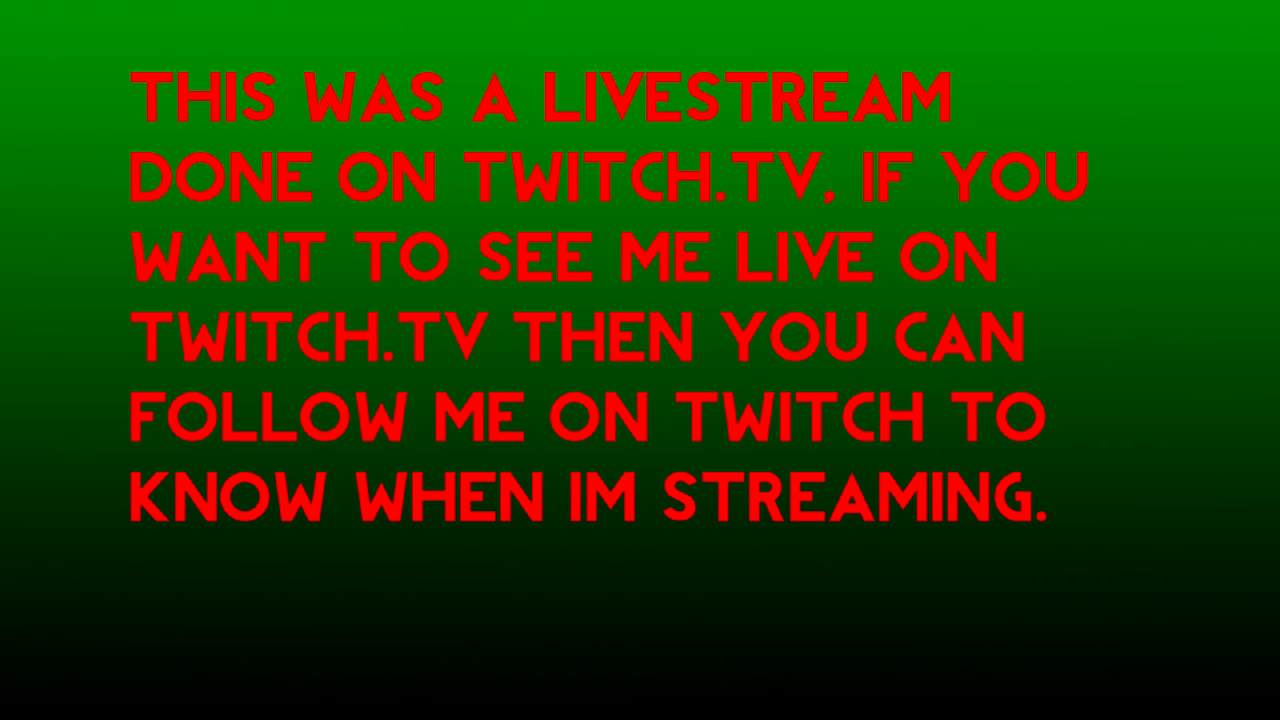 THIS WAS A LIVESTREAM
DONE ON TWITCH.TV, IF YOU
WANT TO SEE ME LIVE ON
TWITCH.TV THEN YOU CAN
FOLLOW ME ON TWITCH TO
KNOW WHEN IM STREAMING.